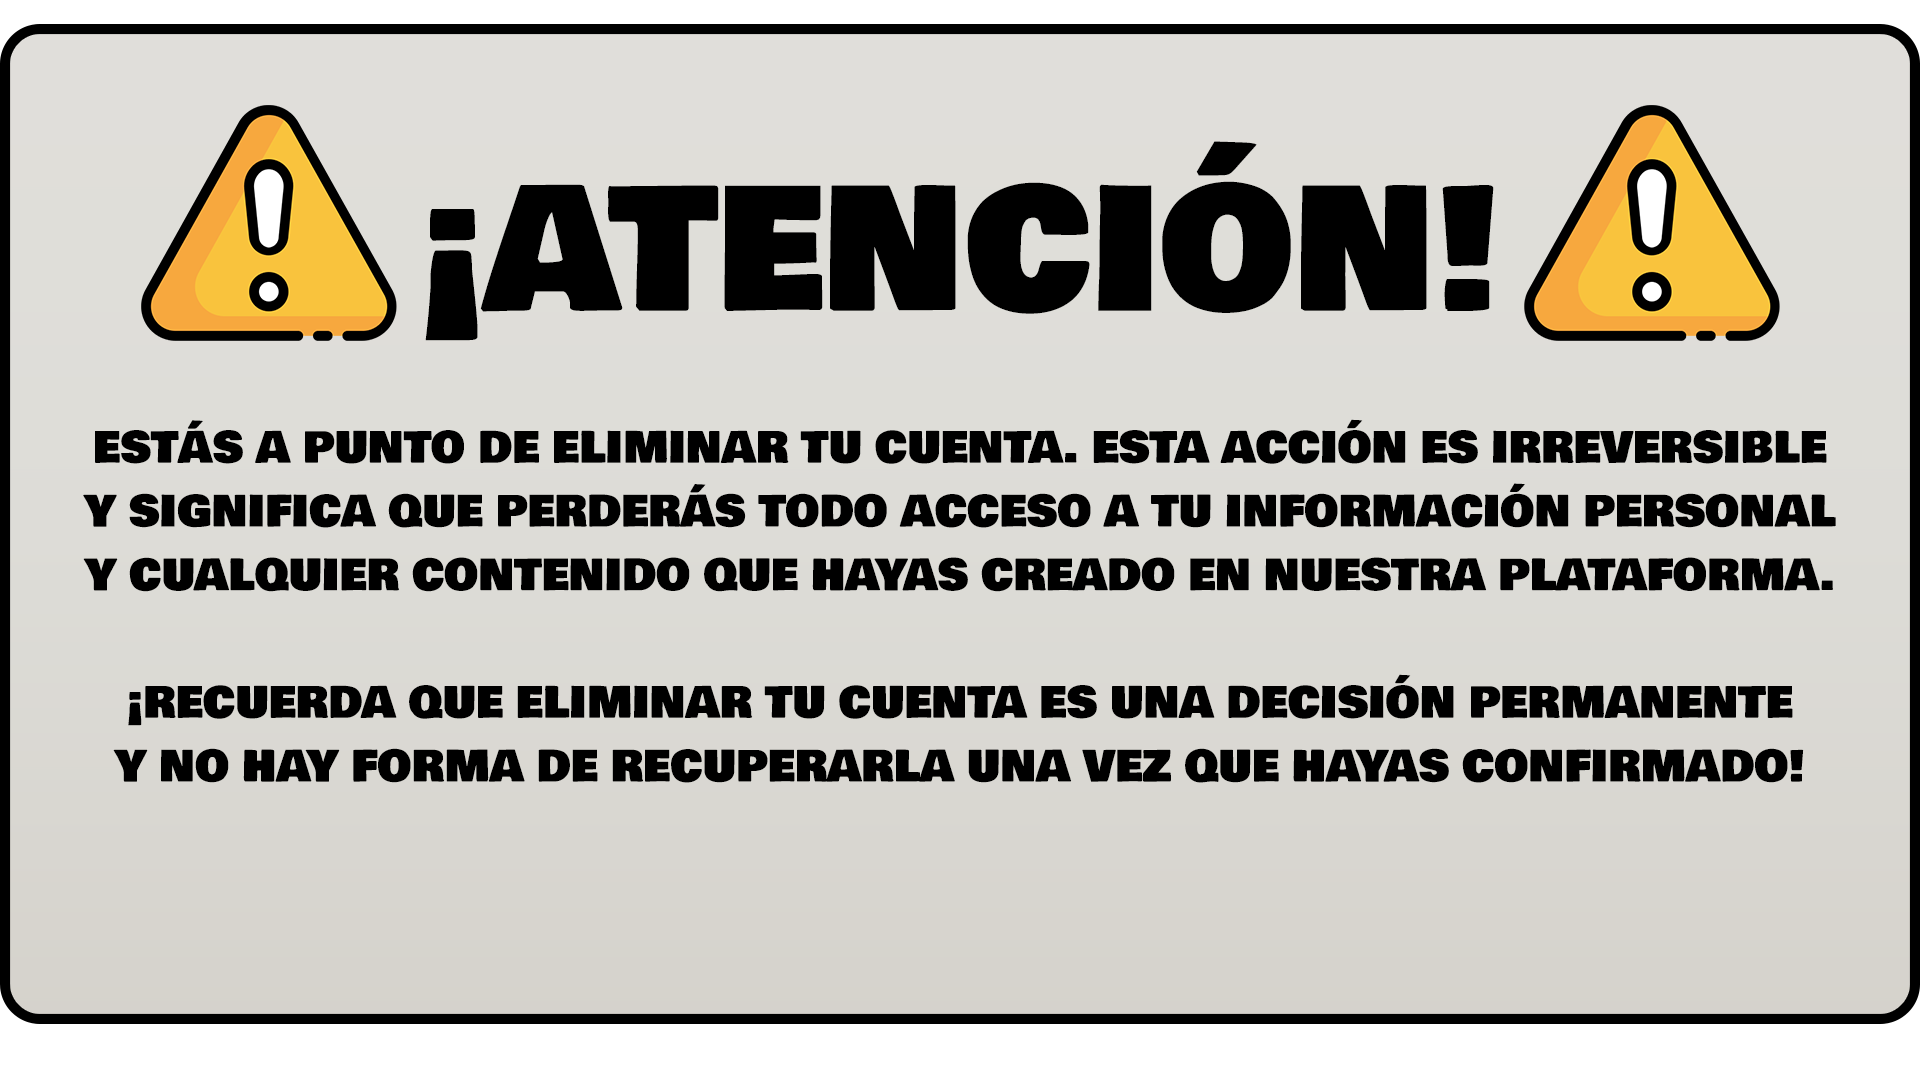 ¡ATENCIÓN!
ESTÁS A PUNTO DE ELIMINAR TU CUENTA. ESTA ACCIÓN ES IRREVERSIBLE
Y SIGNIFICA QUE PERDERÁS TODO ACCESO A TU INFORMACIÓN PERSONAL
Y CUALQUIER CONTENIDO QUE HAYAS CREADO EN NUESTRA PLATAFORMA.
¡RECUERDA QUE ELIMINAR TU CUENTA ES UNA DECISIÓN PERMANENTE
Y NO HAY FORMA DE RECUPERARLA UNA VEZ QUE HAYAS CONFIRMADO!